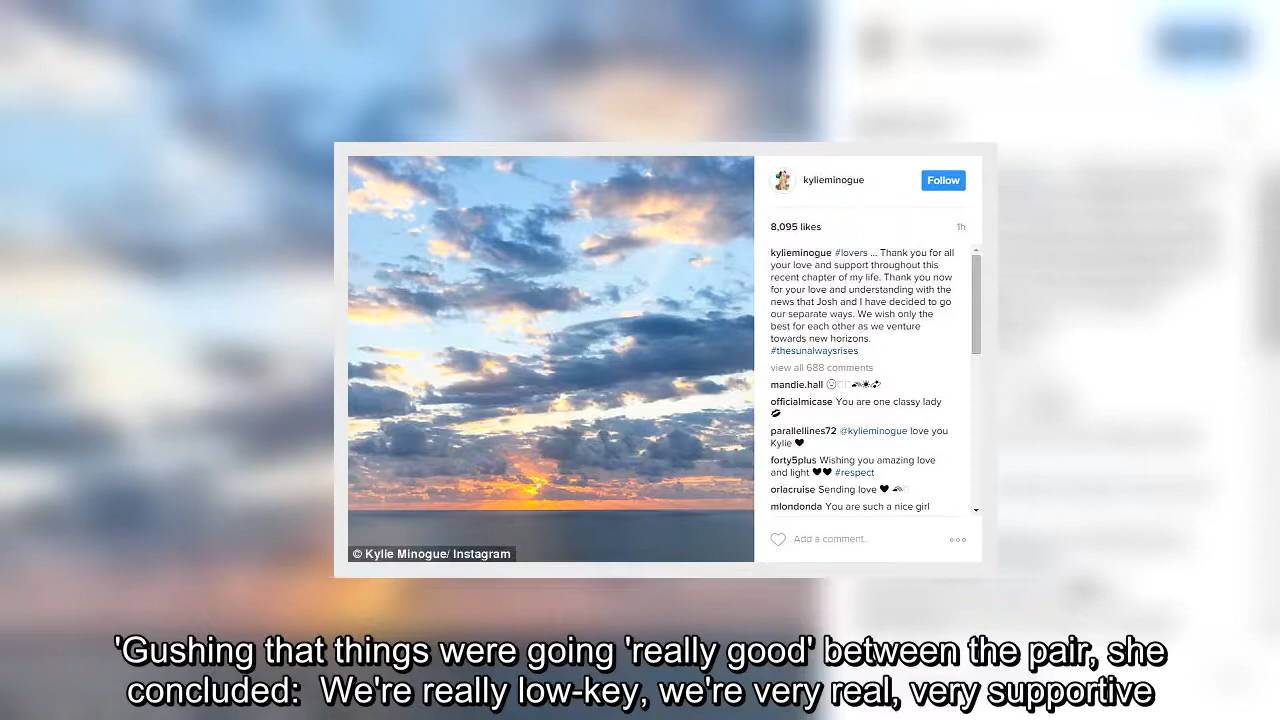 kylieminogue
Follow
8,095 likes
1h
kylieminogue #lovers ... Thank you for all
your love and support throughout this
recent chapter of my life. Thank you now
for your love and understanding with the
news that Josh and I have decided to go
our separate ways. We wish only the
best for each other as we venture
towards new horizons.
#thesunalwaysrises
view all 688 comments
mandie.hall
officialmicase You are one classy lady
parallellines72 @kylieminogue love you
Kylie ♥
forty5plus Wishing you amazing love
and light ♥♥ #respect
orlacruise Sending love ♥
mlondonda You are such a nice girl
Add a comment...
© Kylie Minogue/ Instagram
'Gushing that things were going 'really good' between the pair, she
concluded:  We're really low-key, we're very real, very supportive